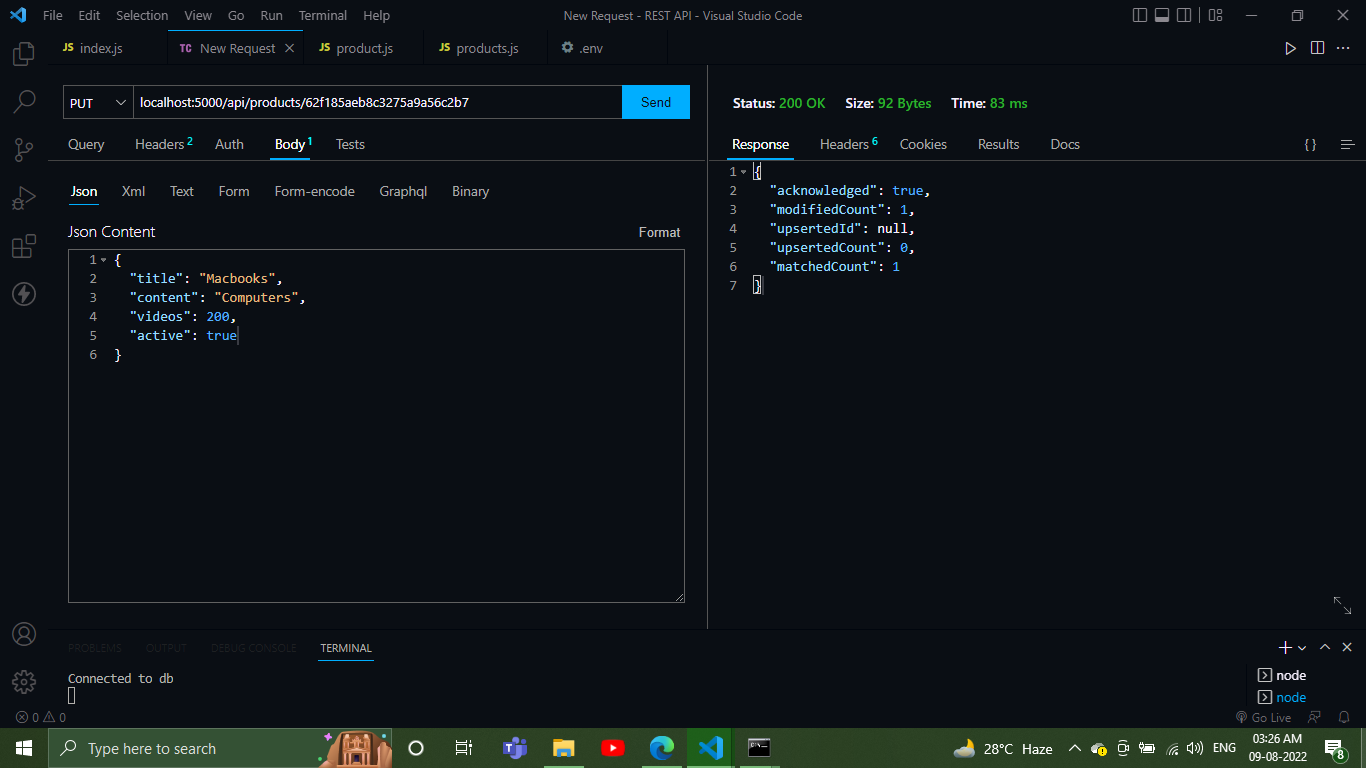 File Edit Selection View Go Run Terminal Help New Request - REST API - Visual Studio Code
JS index.js TC New Request JS product.js JS products.js .env
PUT localhost:5000/api/products/62f185aeb8c3275a9a56c2b7 Send
Status: 200 OK Size: 92 Bytes Time: 83 ms
Query Headers 2 Auth Body 1 Tests
Response Headers 6 Cookies Results Docs { }
Json Xml Text Form Form-encode Graphql Binary
Json Content Format
1 {
2 "title": "Macbooks",
3 "content": "Computers",
4 "videos": 200,
5 "active": true
6 }
1 {
2 "acknowledged": true,
3 "modifiedCount": 1,
4 "upsertedId": null,
5 "upsertedCount": 0,
6 "matchedCount": 1
7 }
PROBLEMS OUTPUT DEBUG CONSOLE TERMINAL
Connected to db
node
node
0 0 Go Live
Type here to search
28°C Haze ENG 03:26 AM
09-08-2022 8